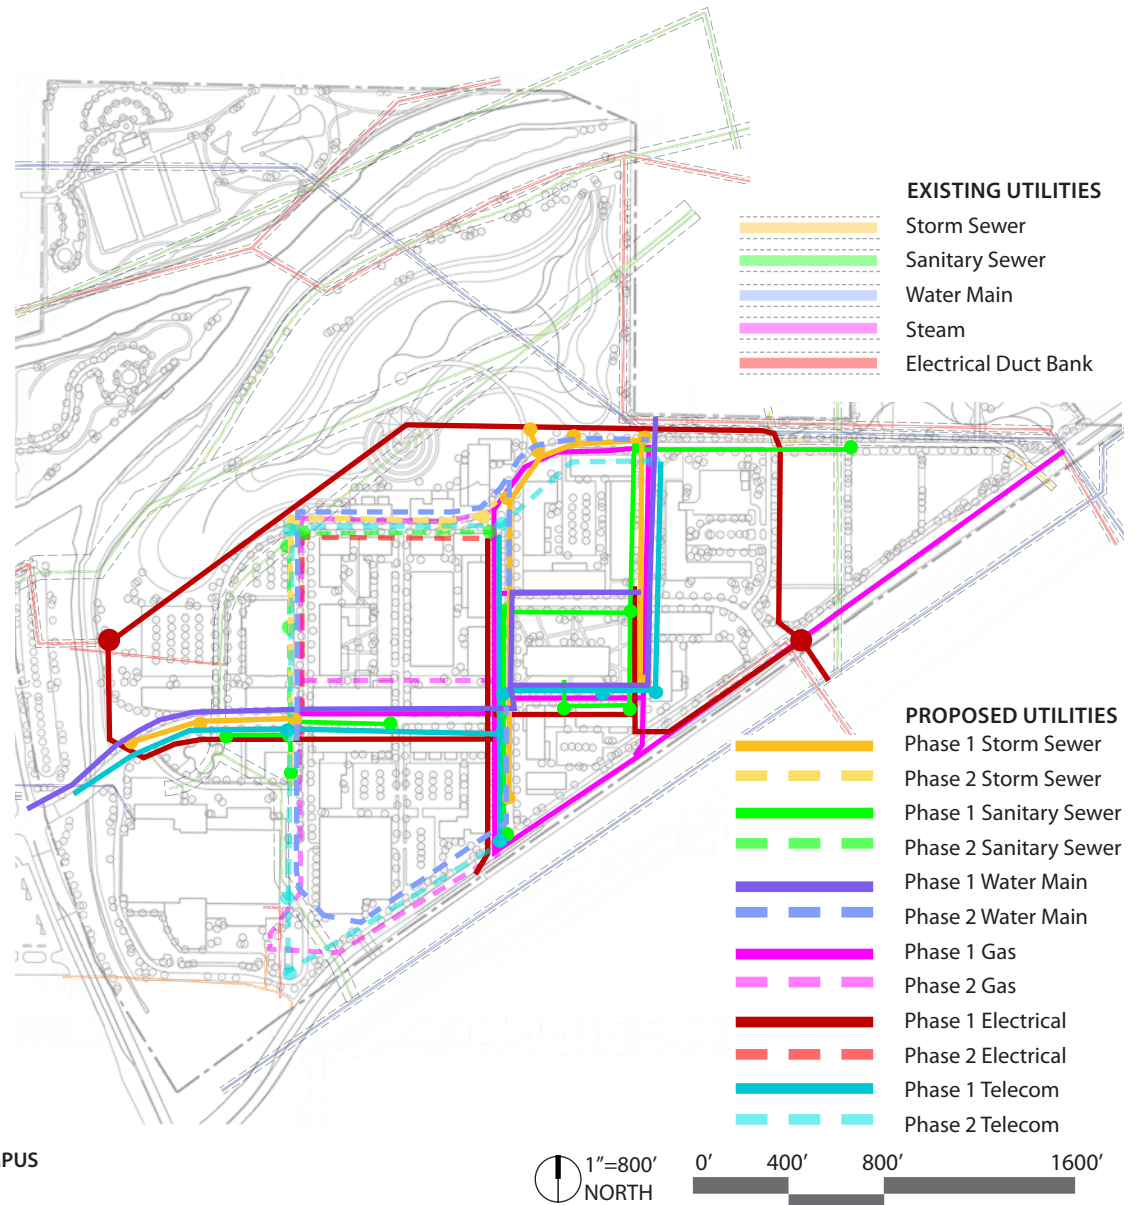 EXISTING UTILITIES
Storm Sewer
Sanitary Sewer
Water Main
Steam
Electrical Duct Bank
PROPOSED UTILITIES
Phase 1 Storm Sewer
Phase 2 Storm Sewer
Phase 1 Sanitary Sewer
Phase 2 Sanitary Sewer
Phase 1 Water Main
Phase 2 Water Main
Phase 1 Gas
Phase 2 Gas
Phase 1 Electrical
Phase 2 Electrical
Phase 1 Telecom
Phase 2 Telecom
PUS
1”=800’
NORTH
0’ 400’ 800’ 1600’